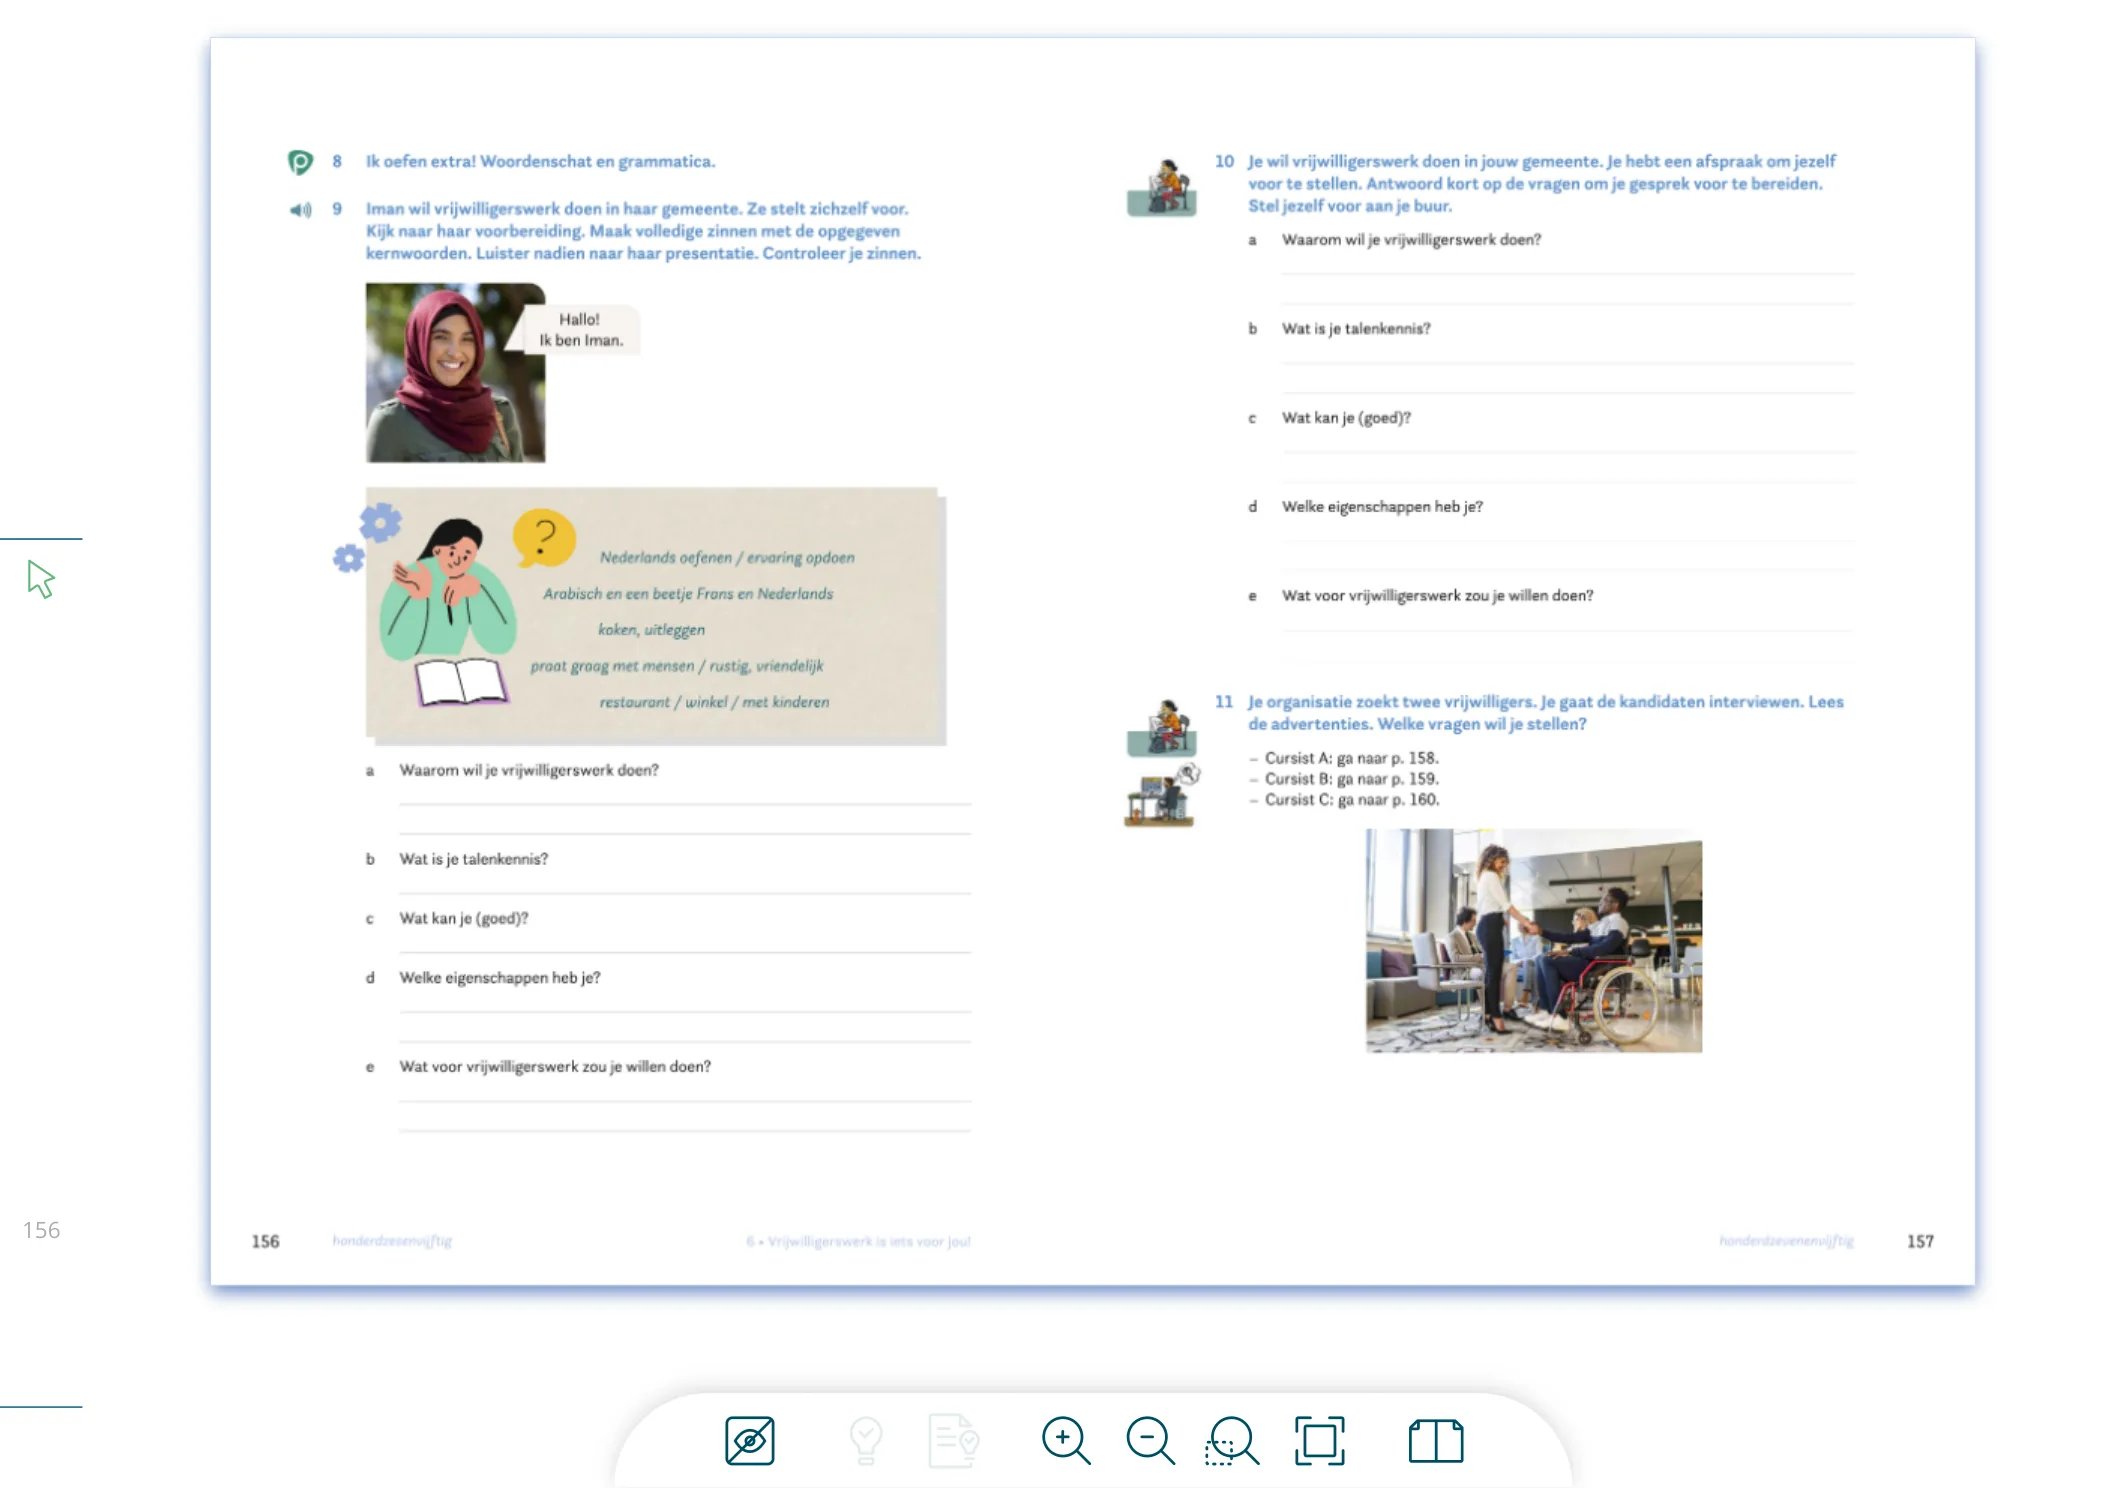 8 Ik oefen extra! Woordenschat en grammatica.
9 Iman wil vrijwilligerswerk doen in haar gemeente. Ze stelt zichzelf voor.
Kijk naar haar voorbereiding. Maak volledige zinnen met de opgegeven
kernwoorden. Luister nadien naar haar presentatie. Controleer je zinnen.
Hallo!
Ik ben Iman.
?
Nederlands oefenen / ervaring opdoen
Arabisch en een beetje Frans en Nederlands
koken, uitleggen
praat graag met mensen / rustig, vriendelijk
restaurant / winkel / met kinderen
a Waarom wil je vrijwilligerswerk doen?
b Wat is je talenkennis?
c Wat kan je (goed)?
d Welke eigenschappen heb je?
e Wat voor vrijwilligerswerk zou je willen doen?
156 honderdzesenvijftig 6 • Vrijwilligerswerk is iets voor jou!
10 Je wil vrijwilligerswerk doen in jouw gemeente. Je hebt een afspraak om jezelf
voor te stellen. Antwoord kort op de vragen om je gesprek voor te bereiden.
Stel jezelf voor aan je buur.
a Waarom wil je vrijwilligerswerk doen?
b Wat is je talenkennis?
c Wat kan je (goed)?
d Welke eigenschappen heb je?
e Wat voor vrijwilligerswerk zou je willen doen?
11 Je organisatie zoekt twee vrijwilligers. Je gaat de kandidaten interviewen. Lees
de advertenties. Welke vragen wil je stellen?
– Cursist A: ga naar p. 158.
– Cursist B: ga naar p. 159.
– Cursist C: ga naar p. 160.
honderdzevenenvijftig 157
156